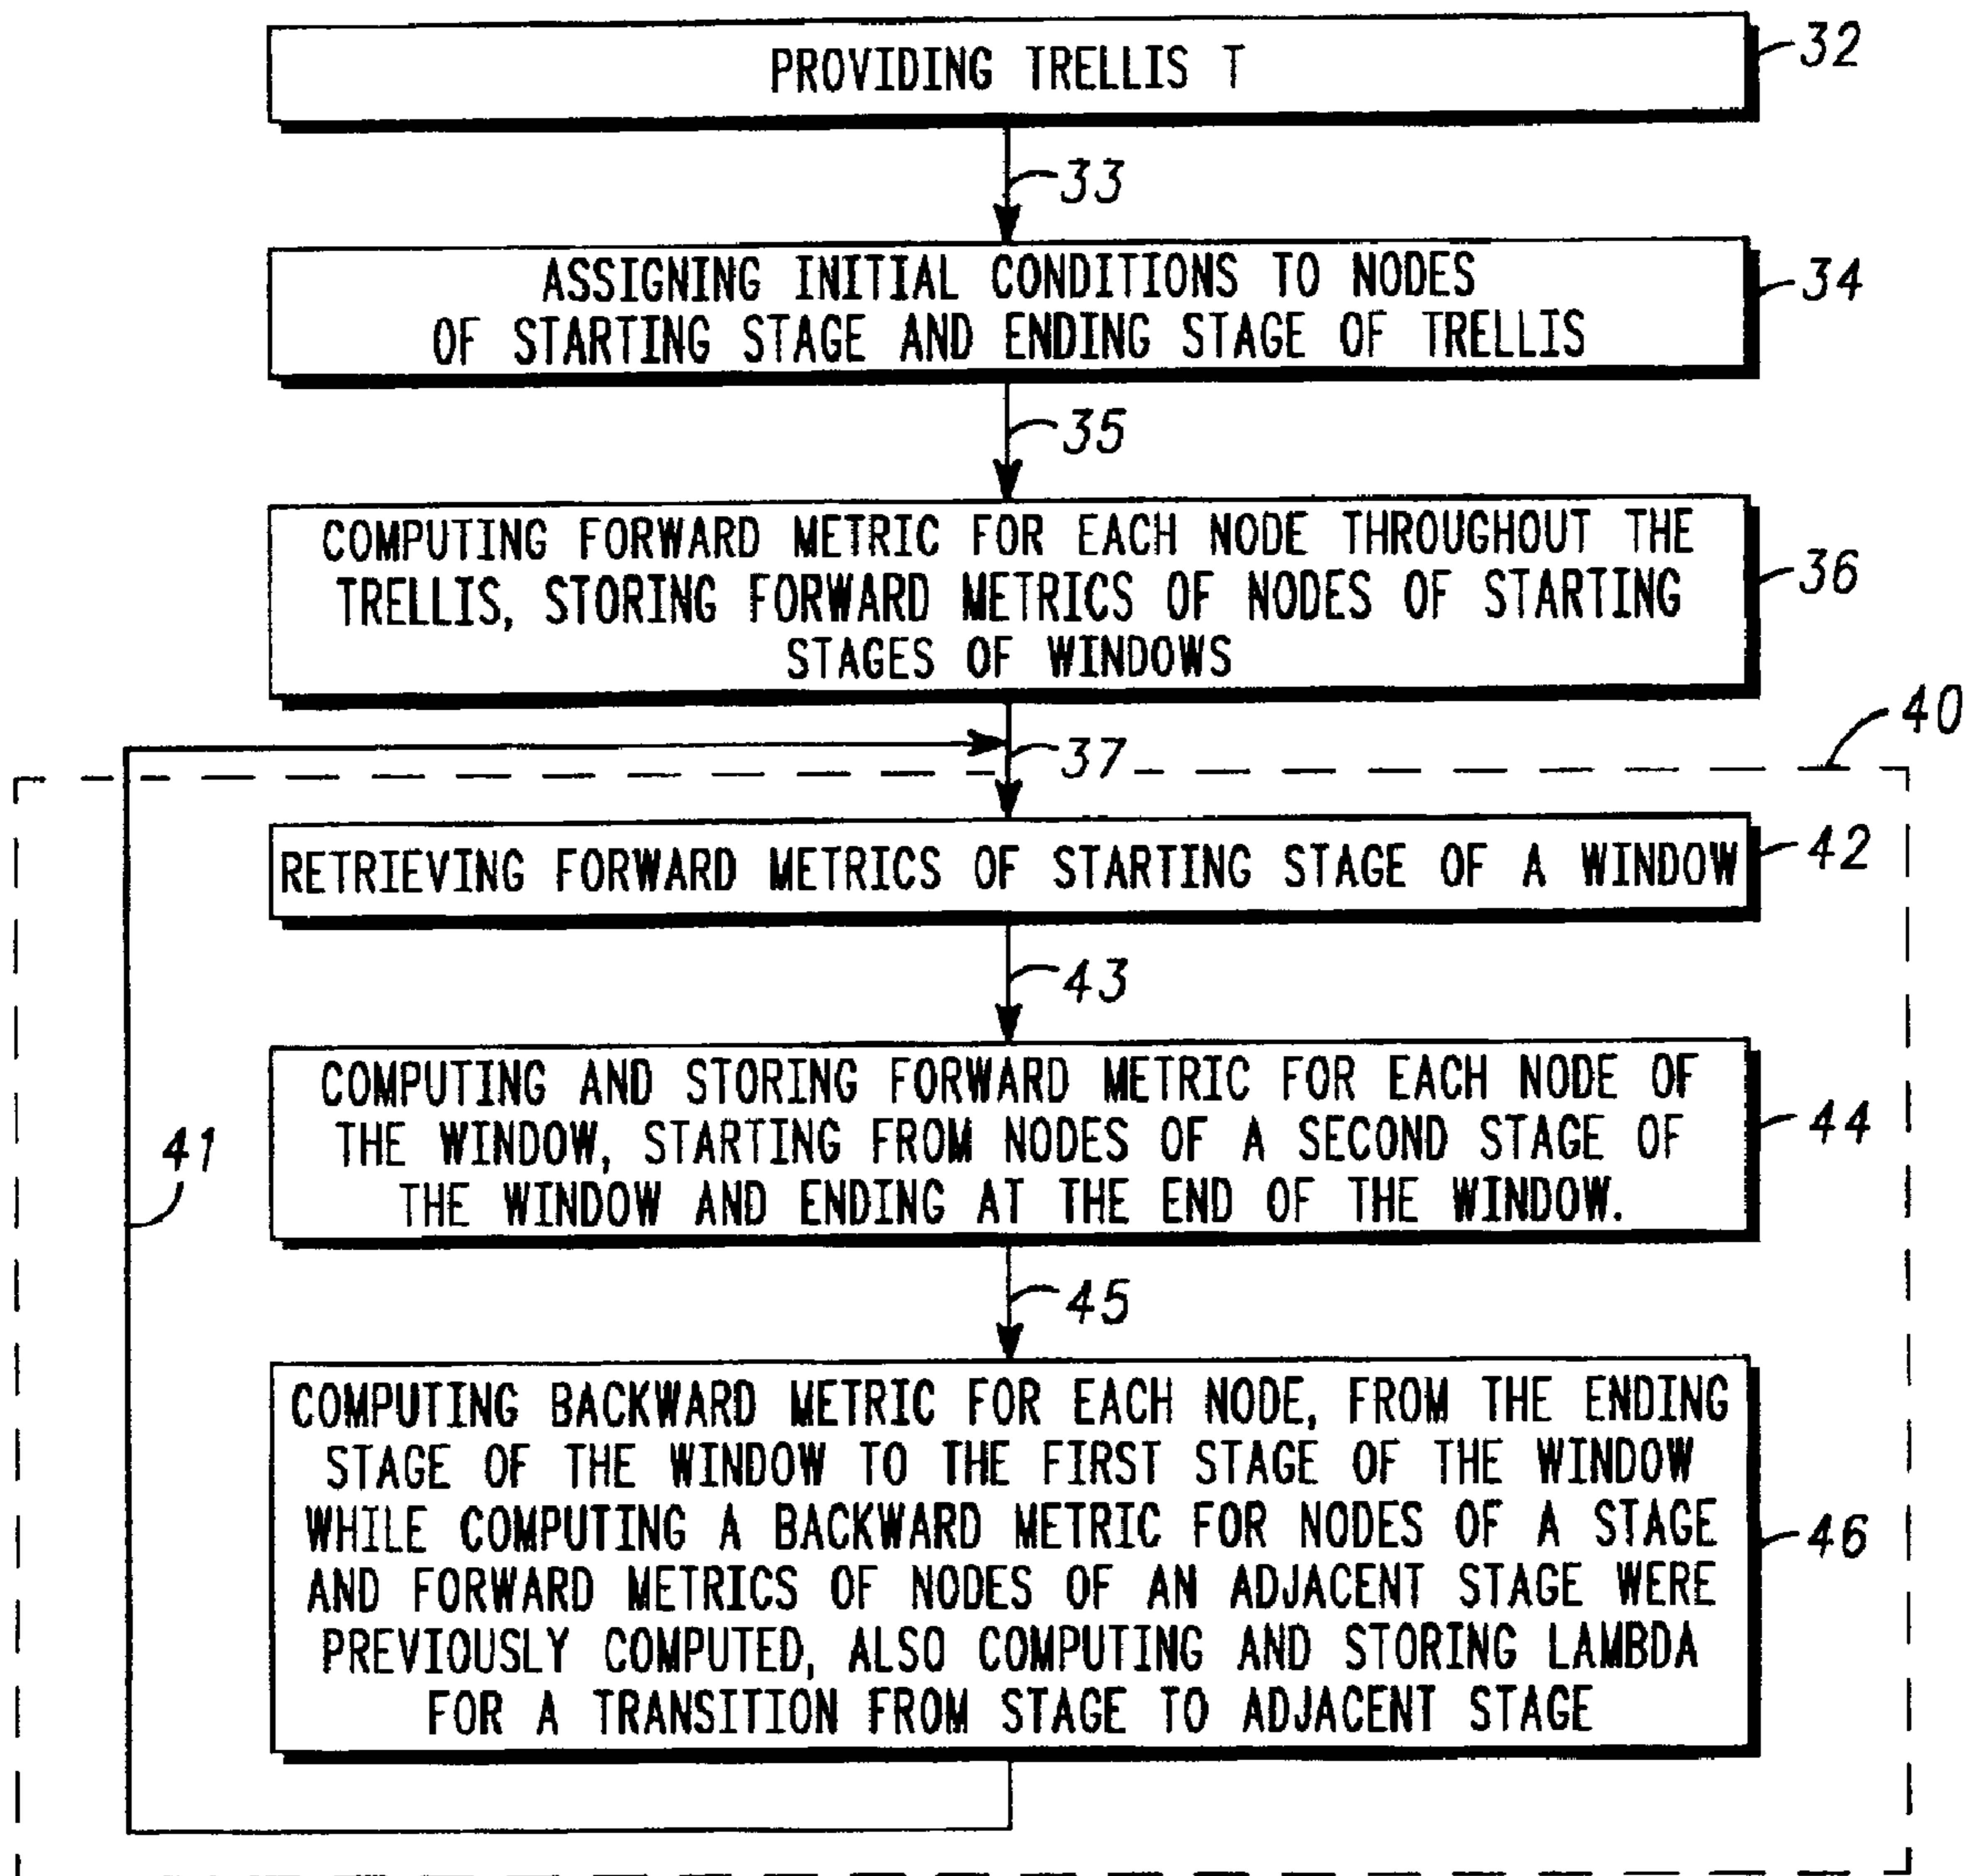 PROVIDING TRELLIS T
32
33
ASSIGNING INITIAL CONDITIONS TO NODES
OF STARTING STAGE AND ENDING STAGE OF TRELLIS
34
35
COMPUTING FORWARD METRIC FOR EACH NODE THROUGHOUT THE
TRELLIS, STORING FORWARD METRICS OF NODES OF STARTING
STAGES OF WINDOWS
36
40
37
RETRIEVING FORWARD METRICS OF STARTING STAGE OF A WINDOW
42
43
COMPUTING AND STORING FORWARD METRIC FOR EACH NODE OF
THE WINDOW, STARTING FROM NODES OF A SECOND STAGE OF
THE WINDOW AND ENDING AT THE END OF THE WINDOW.
44
41
45
COMPUTING BACKWARD METRIC FOR EACH NODE, FROM THE ENDING
STAGE OF THE WINDOW TO THE FIRST STAGE OF THE WINDOW
WHILE COMPUTING A BACKWARD METRIC FOR NODES OF A STAGE
AND FORWARD METRICS OF NODES OF AN ADJACENT STAGE WERE
PREVIOUSLY COMPUTED, ALSO COMPUTING AND STORING LAMBDA
FOR A TRANSITION FROM STAGE TO ADJACENT STAGE
46